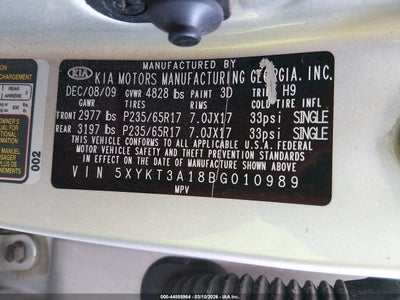 MANUFACTURED BY
KIA KIA MOTORS MANUFACTURING GEORGIA, INC.
DEC/08/09 GVWR 4828 lbs PAINT 3D TRIM H9
GAWR TIRES RIMS COLD TIRE INFL
FRONT 2977 lbs P235/65R17 7.0JX17 33psi SINGLE
REAR 3197 lbs P235/65R17 7.0JX17 33psi SINGLE
THIS VEHICLE CONFORMS TO ALL APPLICABLE U.S.A. FEDERAL
MOTOR VEHICLE SAFETY AND THEFT PREVENTION STANDARDS
IN EFFECT ON THE DATE OF MANUFACTURE SHOWN ABOVE.
VIN 5XYKT3A18BG010989
MPV
CHARGEMENT
002
000-44555964 - 03/10/2026 - IAA Inc.